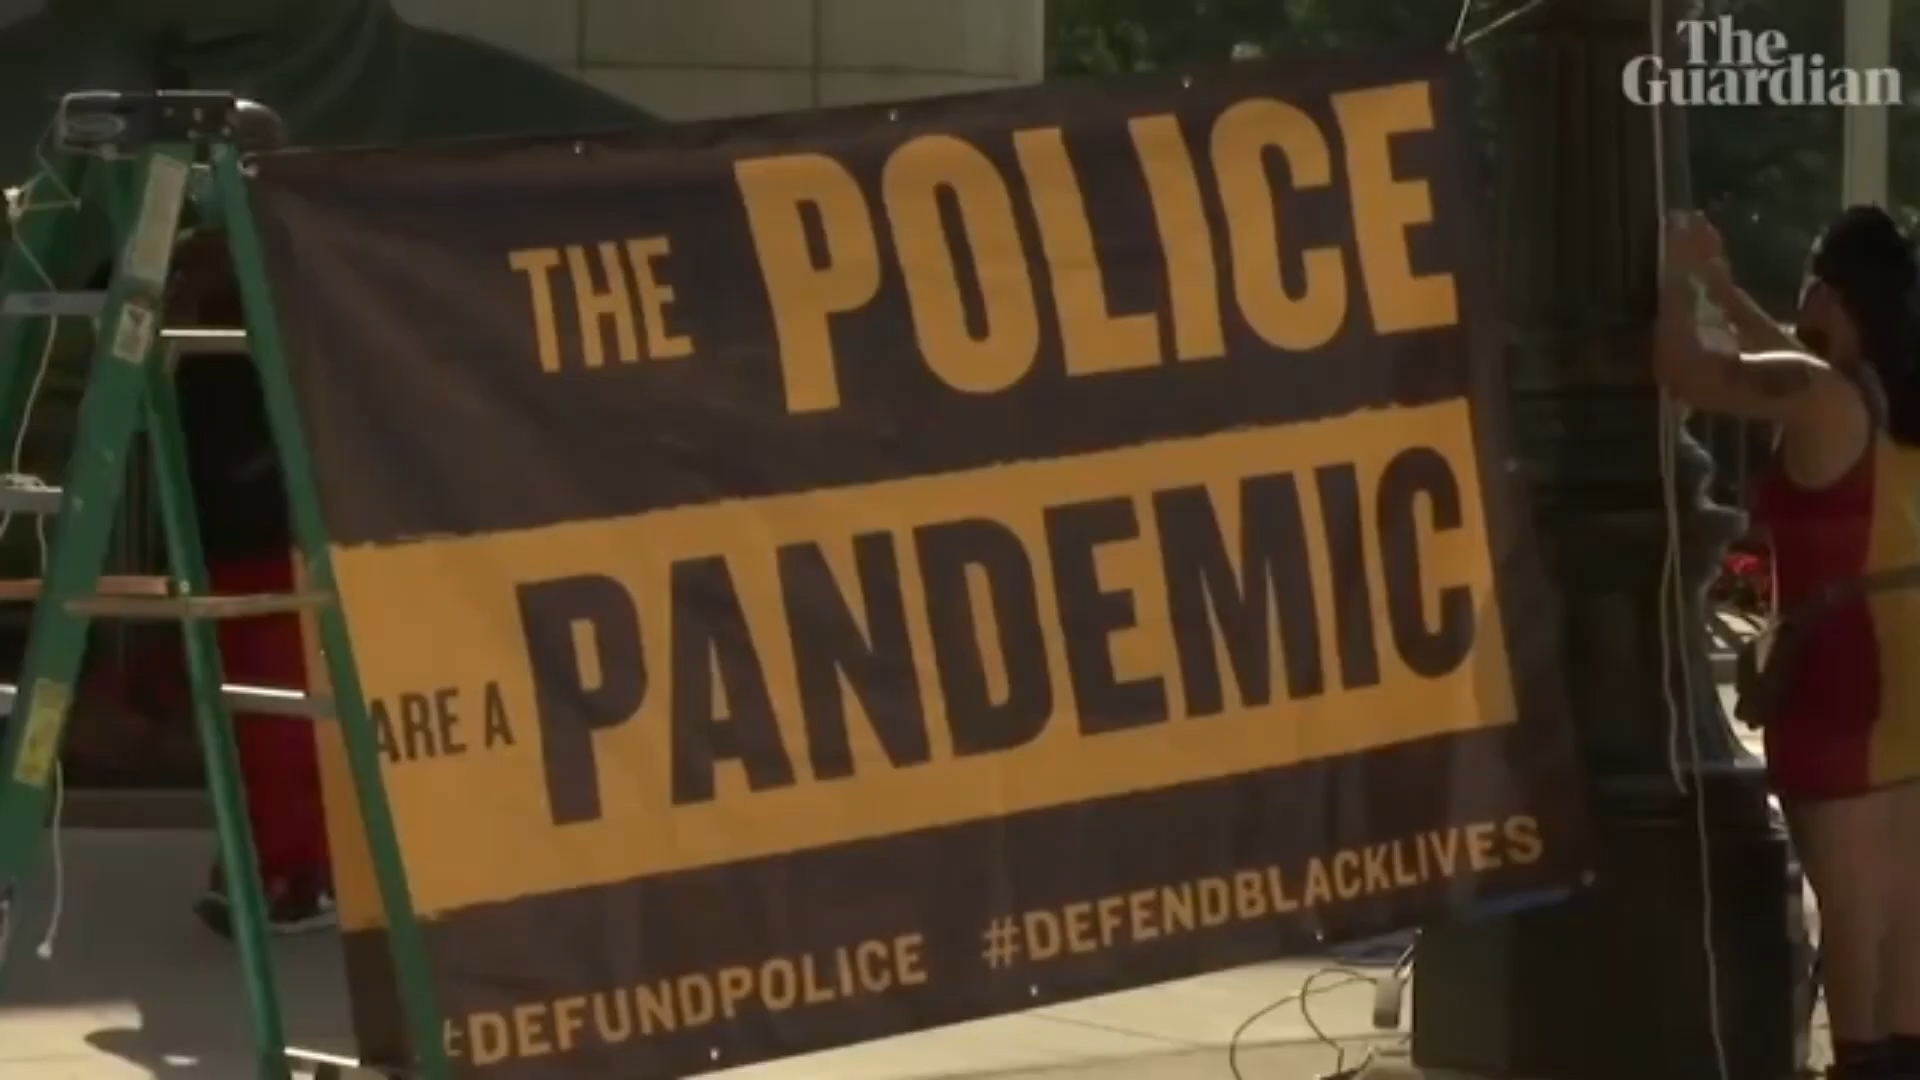 The
Guardian
THE POLICE
ARE A PANDEMIC
#DEFUNDPOLICE #DEFENDBLACKLIVES